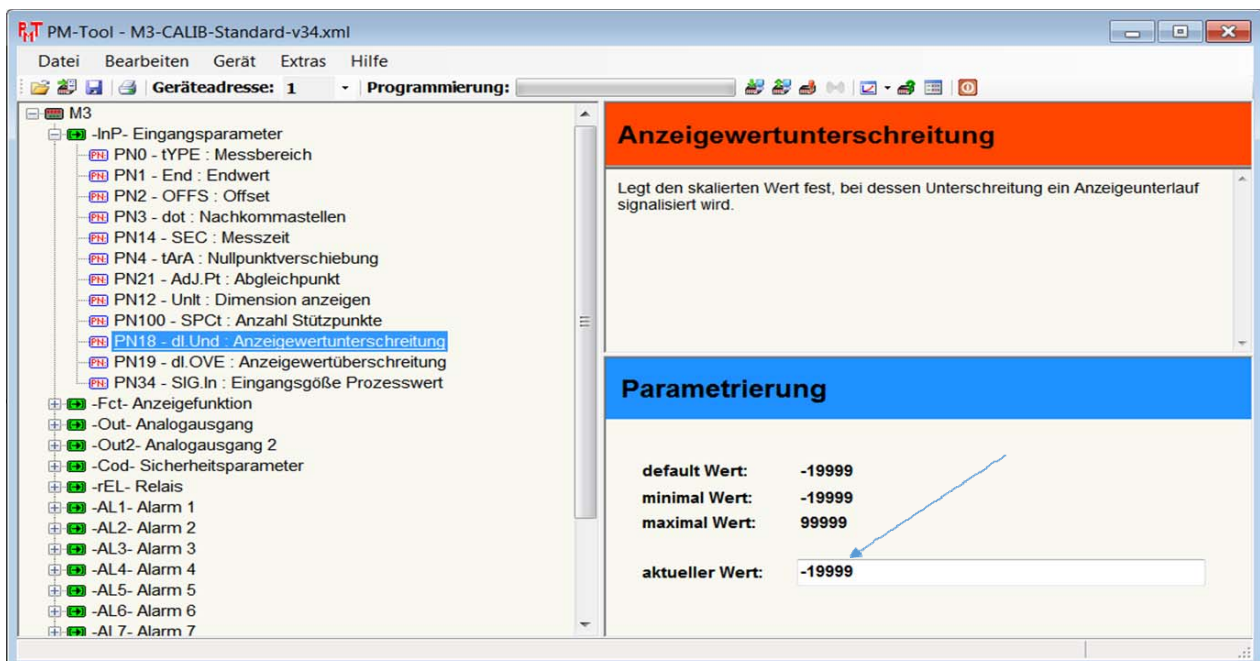 PM-Tool - M3-CALIB-Standard-v34.xml
Datei Bearbeiten Gerät Extras Hilfe
Geräteadresse: 1 Programmierung:
M3
-InP- Eingangsparameter
PN0 - tYPE : Messbereich
PN1 - End : Endwert
PN2 - OFFS : Offset
PN3 - dot : Nachkommastellen
PN14 - SEC : Messzeit
PN4 - tArA : Nullpunktverschiebung
PN21 - AdJ.Pt : Abgleichpunkt
PN12 - UnIt : Dimension anzeigen
PN100 - SPCt : Anzahl Stützpunkte
PN18 - dI.Und : Anzeigewertunterschreitung
PN19 - dI.OVE : Anzeigewertüberschreitung
PN34 - SIG.In : Eingangsgöße Prozesswert
-Fct- Anzeigefunktion
-Out- Analogausgang
-Out2- Analogausgang 2
-Cod- Sicherheitsparameter
-rEL- Relais
-AL1- Alarm 1
-AL2- Alarm 2
-AL3- Alarm 3
-AL4- Alarm 4
-AL5- Alarm 5
-AL6- Alarm 6
-AL7- Alarm 7
Anzeigewertunterschreitung
Legt den skalierten Wert fest, bei dessen Unterschreitung ein Anzeigeunterlauf
signalisiert wird.
Parametrierung
default Wert: -19999
minimal Wert: -19999
maximal Wert: 99999
aktueller Wert: -19999